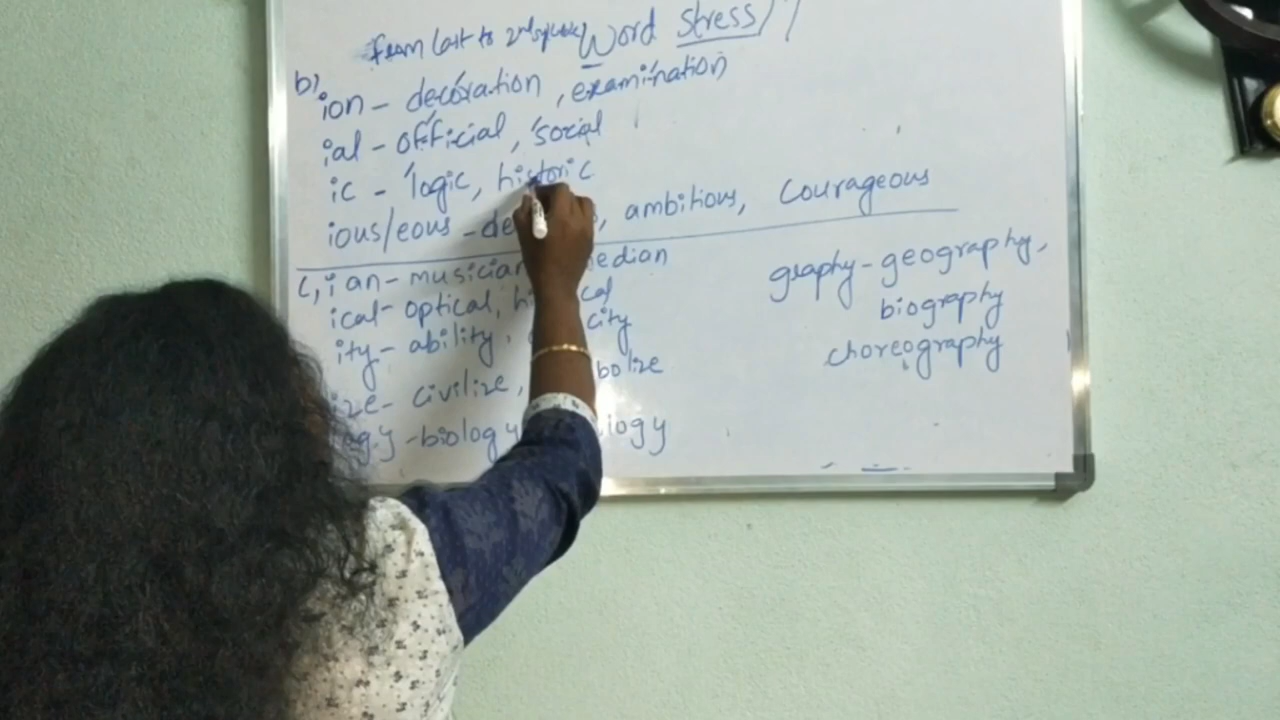 From last to 2nd syllable Word Stress
b) ion - decoration, examination
ial - official, social
ic - logic, historic
ious/eous - ambitious, courageous
c, ian - musician
ical - optical,
ity - ability,
ize - civilize,
-biology
graphy - geography,
biography
choreography